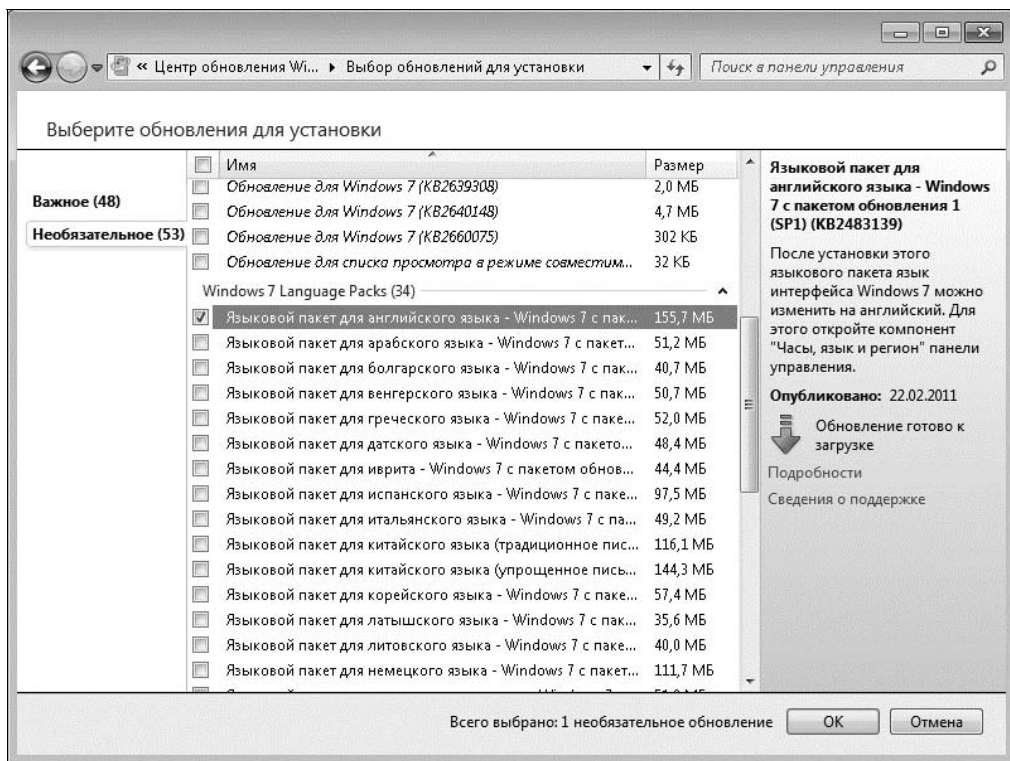 « Центр обновления Wi... ▸ Выбор обновлений для установки
Поиск в панели управления
Выберите обновления для установки
Важное (48)
Необязательное (53)
Имя Размер
Обновление для Windows 7 (KB2639308) 2,0 МБ
Обновление для Windows 7 (KB2640148) 4,7 МБ
Обновление для Windows 7 (KB2660075) 302 КБ
Обновление для списка просмотра в режиме совместим... 32 КБ
Windows 7 Language Packs (34)
Языковой пакет для английского языка - Windows 7 с пак... 155,7 МБ
Языковой пакет для арабского языка - Windows 7 с пакет... 51,2 МБ
Языковой пакет для болгарского языка - Windows 7 с пак... 40,7 МБ
Языковой пакет для венгерского языка - Windows 7 с пак... 50,7 МБ
Языковой пакет для греческого языка - Windows 7 с паке... 52,0 МБ
Языковой пакет для датского языка - Windows 7 с пакето... 48,4 МБ
Языковой пакет для иврита - Windows 7 с пакетом обнов... 44,4 МБ
Языковой пакет для испанского языка - Windows 7 с паке... 97,5 МБ
Языковой пакет для итальянского языка - Windows 7 с па... 49,2 МБ
Языковой пакет для китайского языка (традиционное пис... 116,1 МБ
Языковой пакет для китайского языка (упрощенное пись... 144,3 МБ
Языковой пакет для корейского языка - Windows 7 с паке... 57,4 МБ
Языковой пакет для латышского языка - Windows 7 с пак... 35,6 МБ
Языковой пакет для литовского языка - Windows 7 с паке... 40,0 МБ
Языковой пакет для немецкого языка - Windows 7 с пакет... 111,7 МБ
Языковой пакет для
английского языка - Windows
7 с пакетом обновления 1
(SP1) (KB2483139)
После установки этого
языкового пакета язык
интерфейса Windows 7 можно
изменить на английский. Для
этого откройте компонент
"Часы, язык и регион" панели
управления.
Опубликовано: 22.02.2011
Обновление готово к
загрузке
Подробности
Сведения о поддержке
Всего выбрано: 1 необязательное обновление
ОК
Отмена